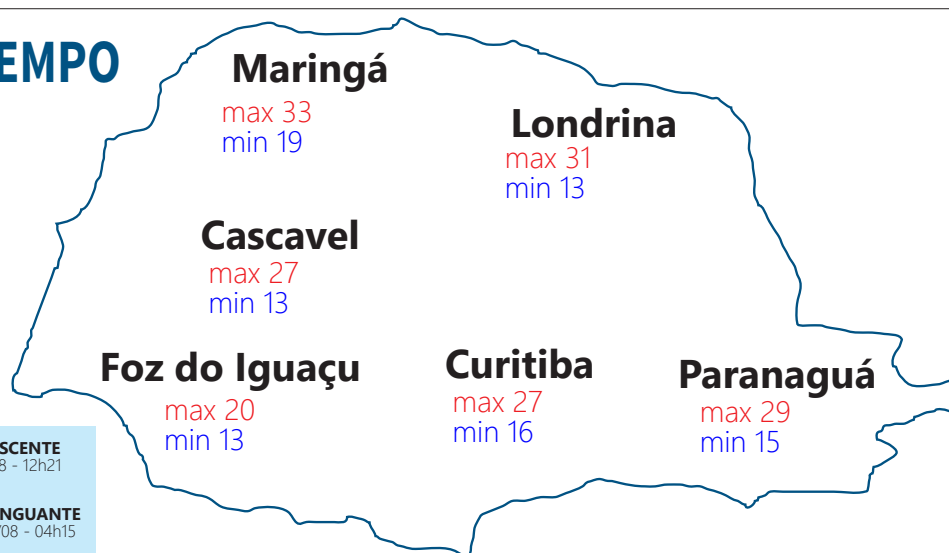 EMPO
Maringá
max 33
min 19
Londrina
max 31
min 13
Cascavel
max 27
min 13
Foz do Iguaçu
max 20
min 13
Curitiba
max 27
min 16
Paranaguá
max 29
min 15
SCENTE
8 - 12h21
NGUANTE
/08 - 04h15